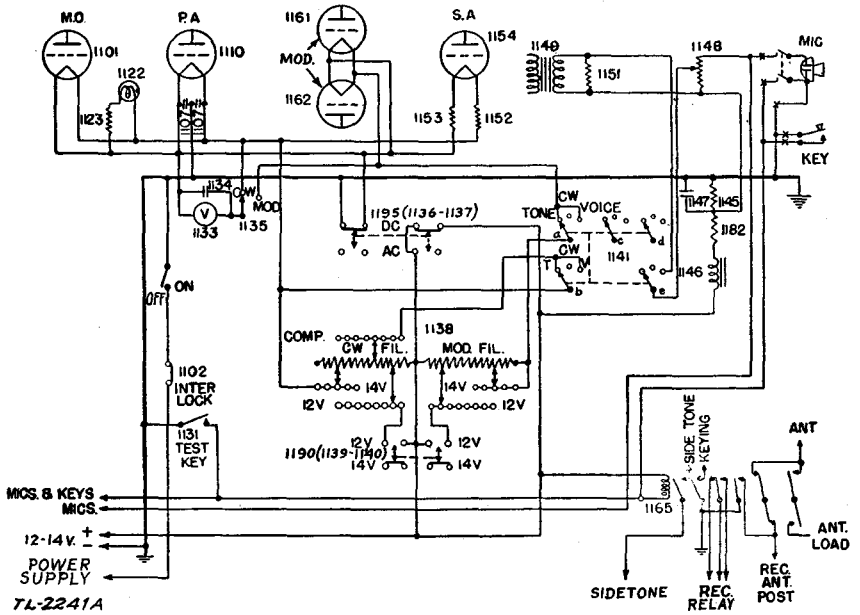 M.O.
P.A
1161
S.A
1101
1110
MOD.
1154
1140
1148
MIC
1122
1162
1151
1123
1107
1107
1153
1152
KEY
1134
W
MOD.
CW
TONE
VOICE
1147
1145
V
1133
1135
1195 (1136-1137)
DC
AC
a
c
d
1182
CW
1141
T
V
1146
b
e
ON
OFF
COMP.
1138
CW
FIL.
MOD. FIL.
1102
INTER
LOCK
14V
14V
12V
12V
1131
TEST
KEY
12V
12V
1190 (1139-1140)
14V
14V
SIDE TONE
KEYING
ANT
MICS. & KEYS
MICS.
1165
12-14V.
+
-
ANT.
LOAD
POWER
SUPPLY
SIDETONE
REC.
RELAY
REC.
ANT.
POST
TL-2241A